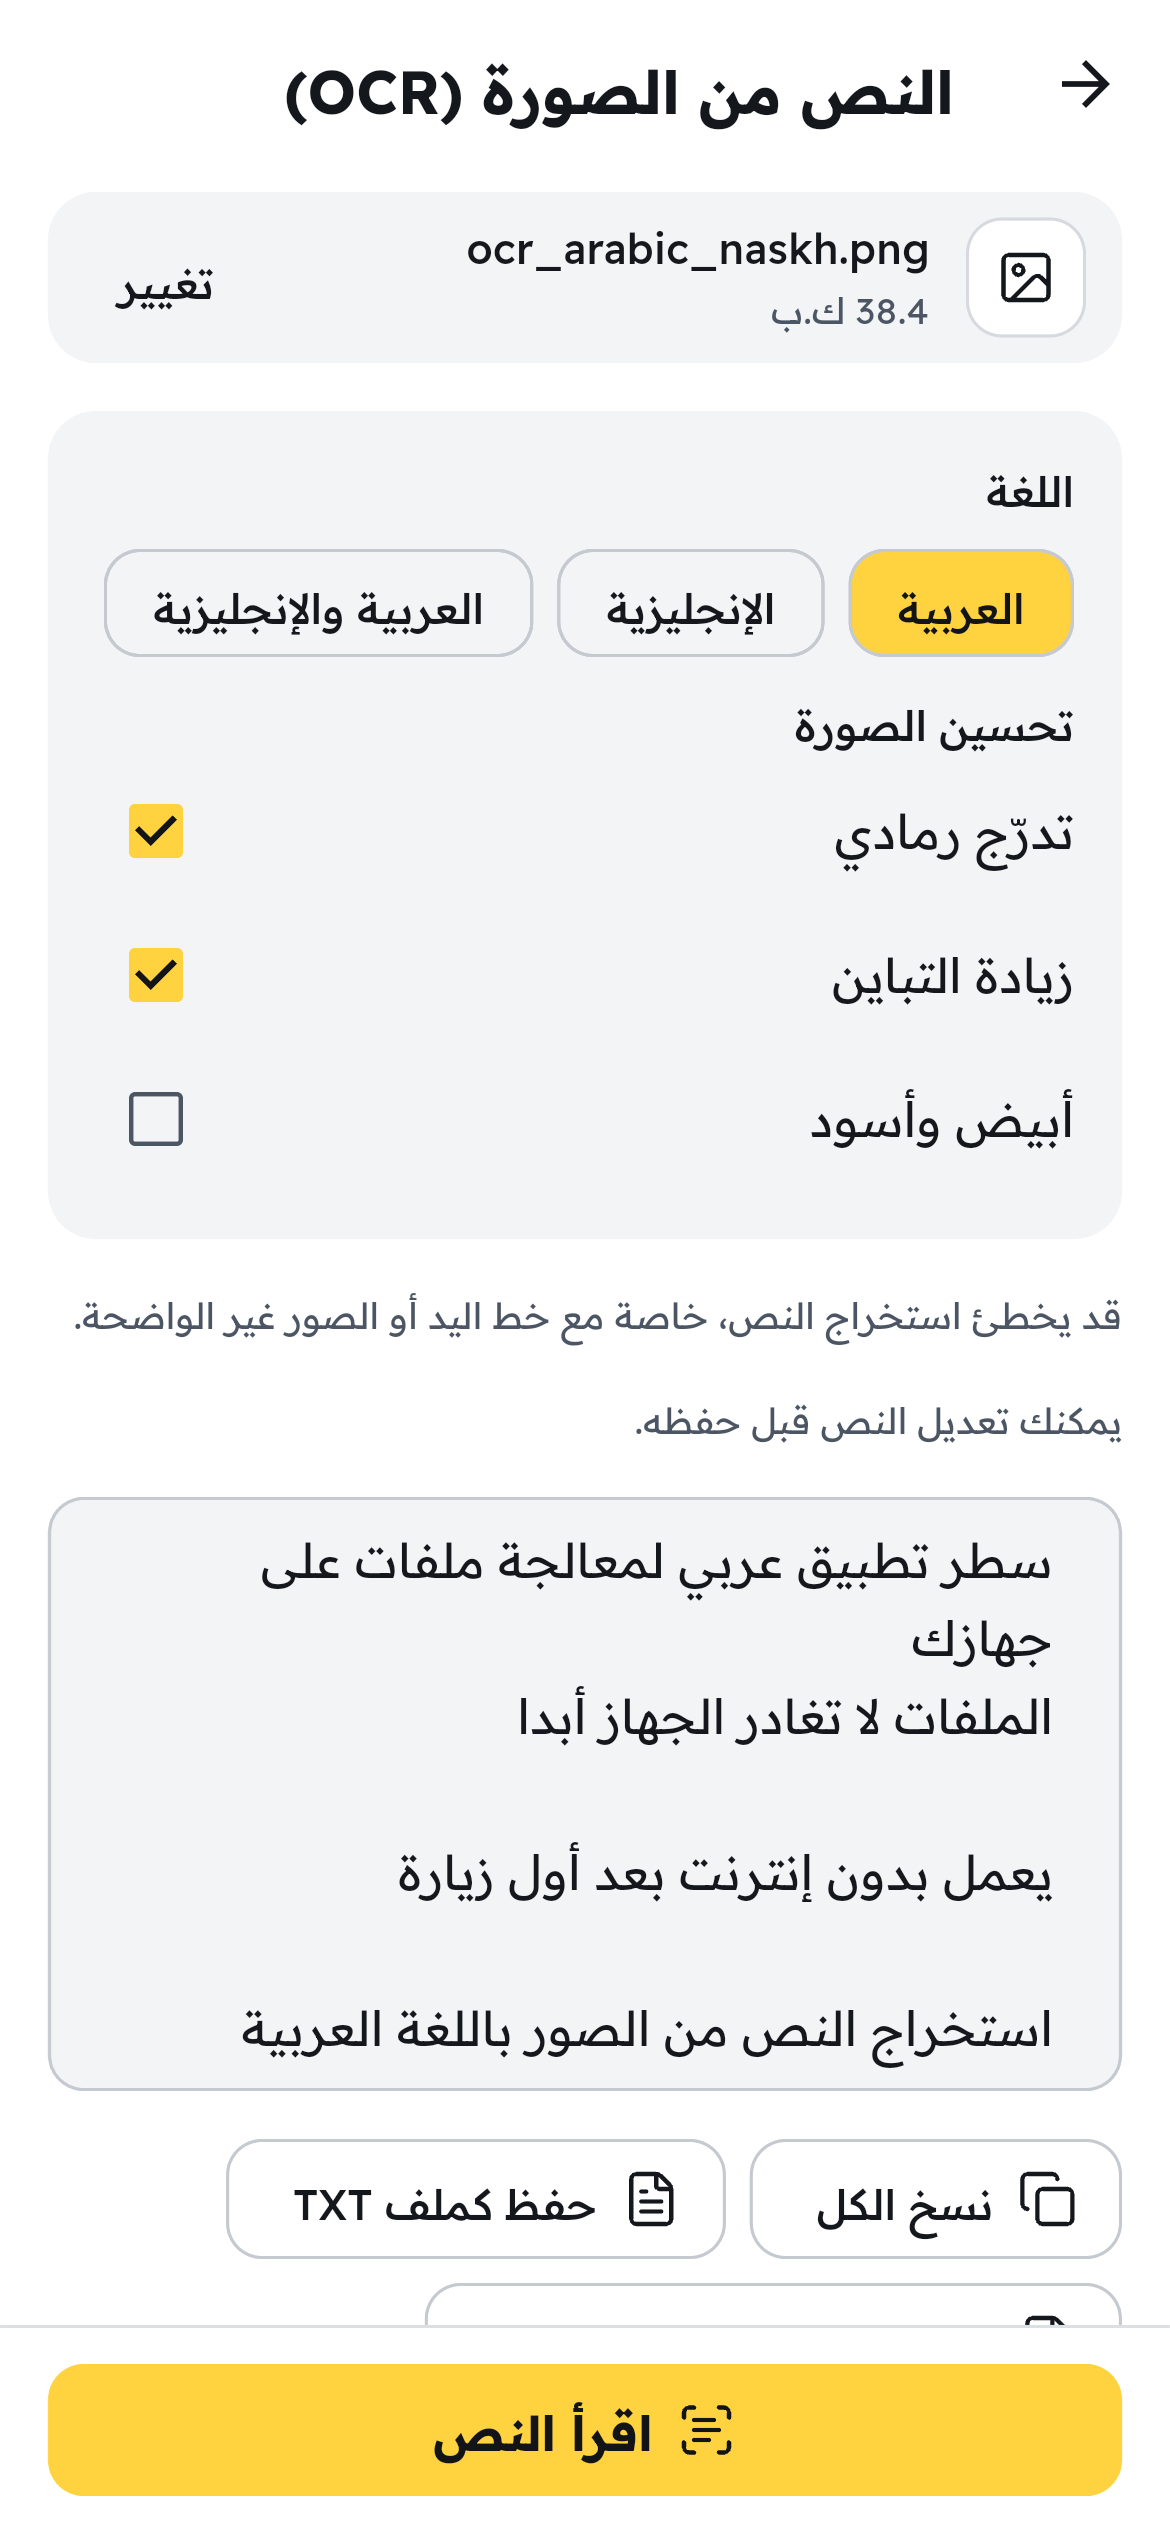 النص من الصورة (OCR)
ocr_arabic_naskh.png
38.4 ك.ب
تغيير
اللغة
العربية
الإنجليزية
العربية والإنجليزية
تحسين الصورة
تدرّج رمادي
زيادة التباين
أبيض وأسود
قد يخطئ استخراج النص، خاصة مع خط اليد أو الصور غير الواضحة.
يمكنك تعديل النص قبل حفظه.
سطر تطبيق عربي لمعالجة ملفات على
جهازك
الملفات لا تغادر الجهاز أبدا
يعمل بدون إنترنت بعد أول زيارة
استخراج النص من الصور باللغة العربية
نسخ الكل
حفظ كملف TXT
اقرأ النص